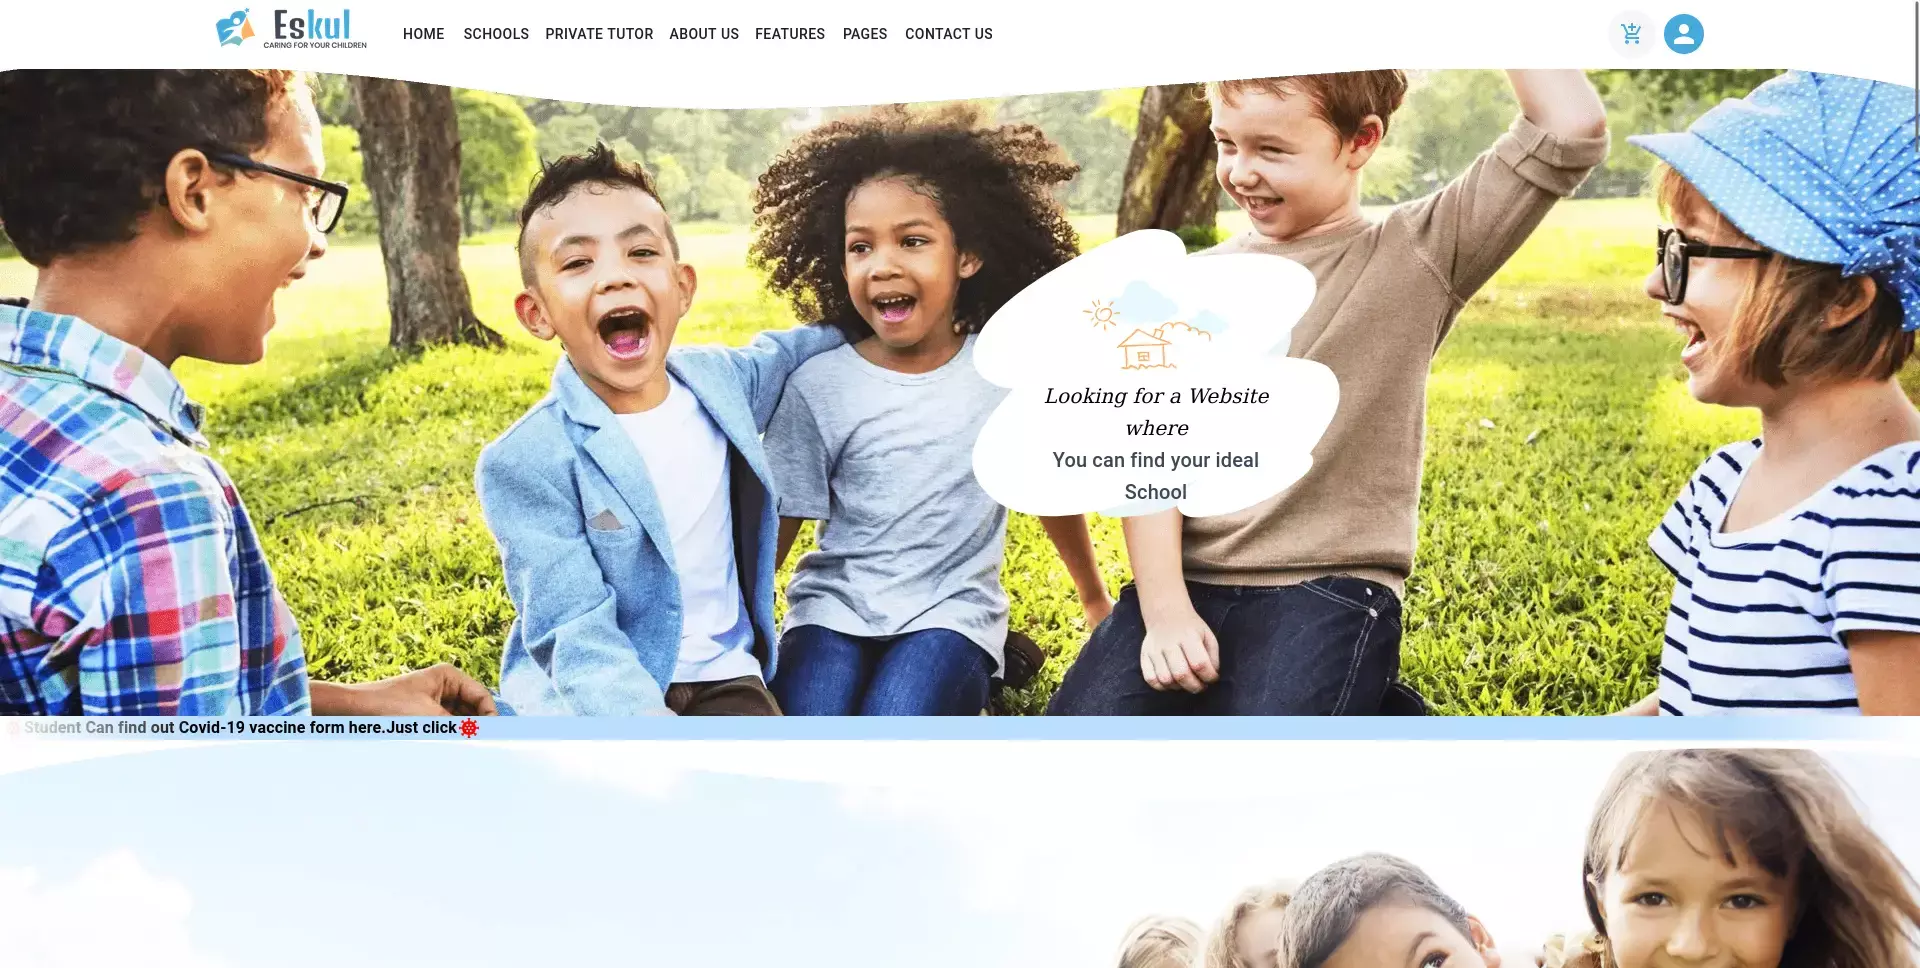 Eskul
CARING FOR YOUR CHILDREN
HOME SCHOOLS PRIVATE TUTOR ABOUT US FEATURES PAGES CONTACT US
Looking for a Website
where
You can find your ideal
School
Student Can find out Covid-19 vaccine form here.Just click